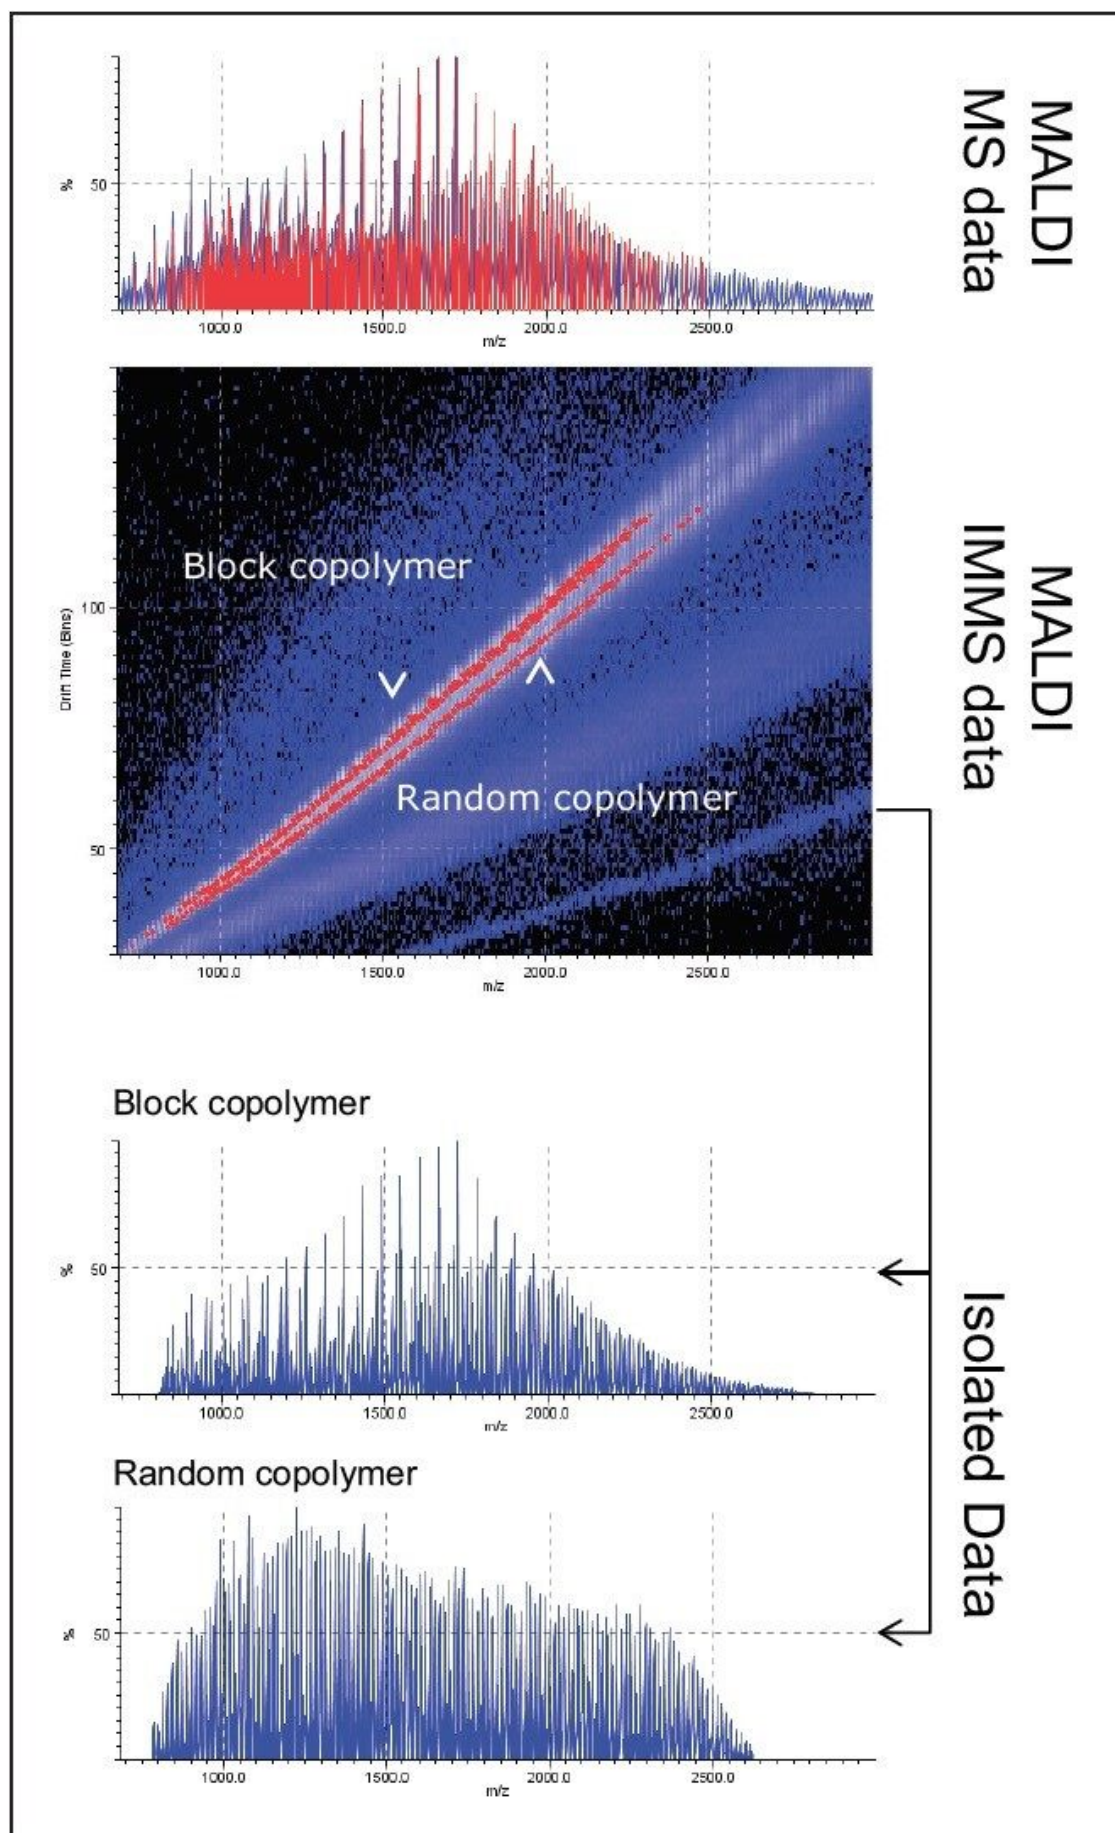 MALDI
MS data
%
50
1000.0 1500.0 2000.0 2500.0
m/z
MALDI
IMMS data
Block copolymer
Random copolymer
Drift Time (Bins)
100
50
1000.0 1500.0 2000.0 2500.0
m/z
Isolated Data
Block copolymer
%
50
1000.0 1500.0 2000.0 2500.0
m/z
Random copolymer
%
50
1000.0 1500.0 2000.0 2500.0
m/z